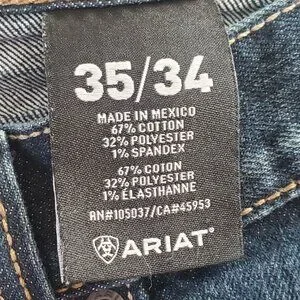 35/34
MADE IN MEXICO
67% COTTON
32% POLYESTER
1% SPANDEX
67% COTON
32% POLYESTER
1% ÉLASTHANNE
RN#105037/CA#45953
ARIAT